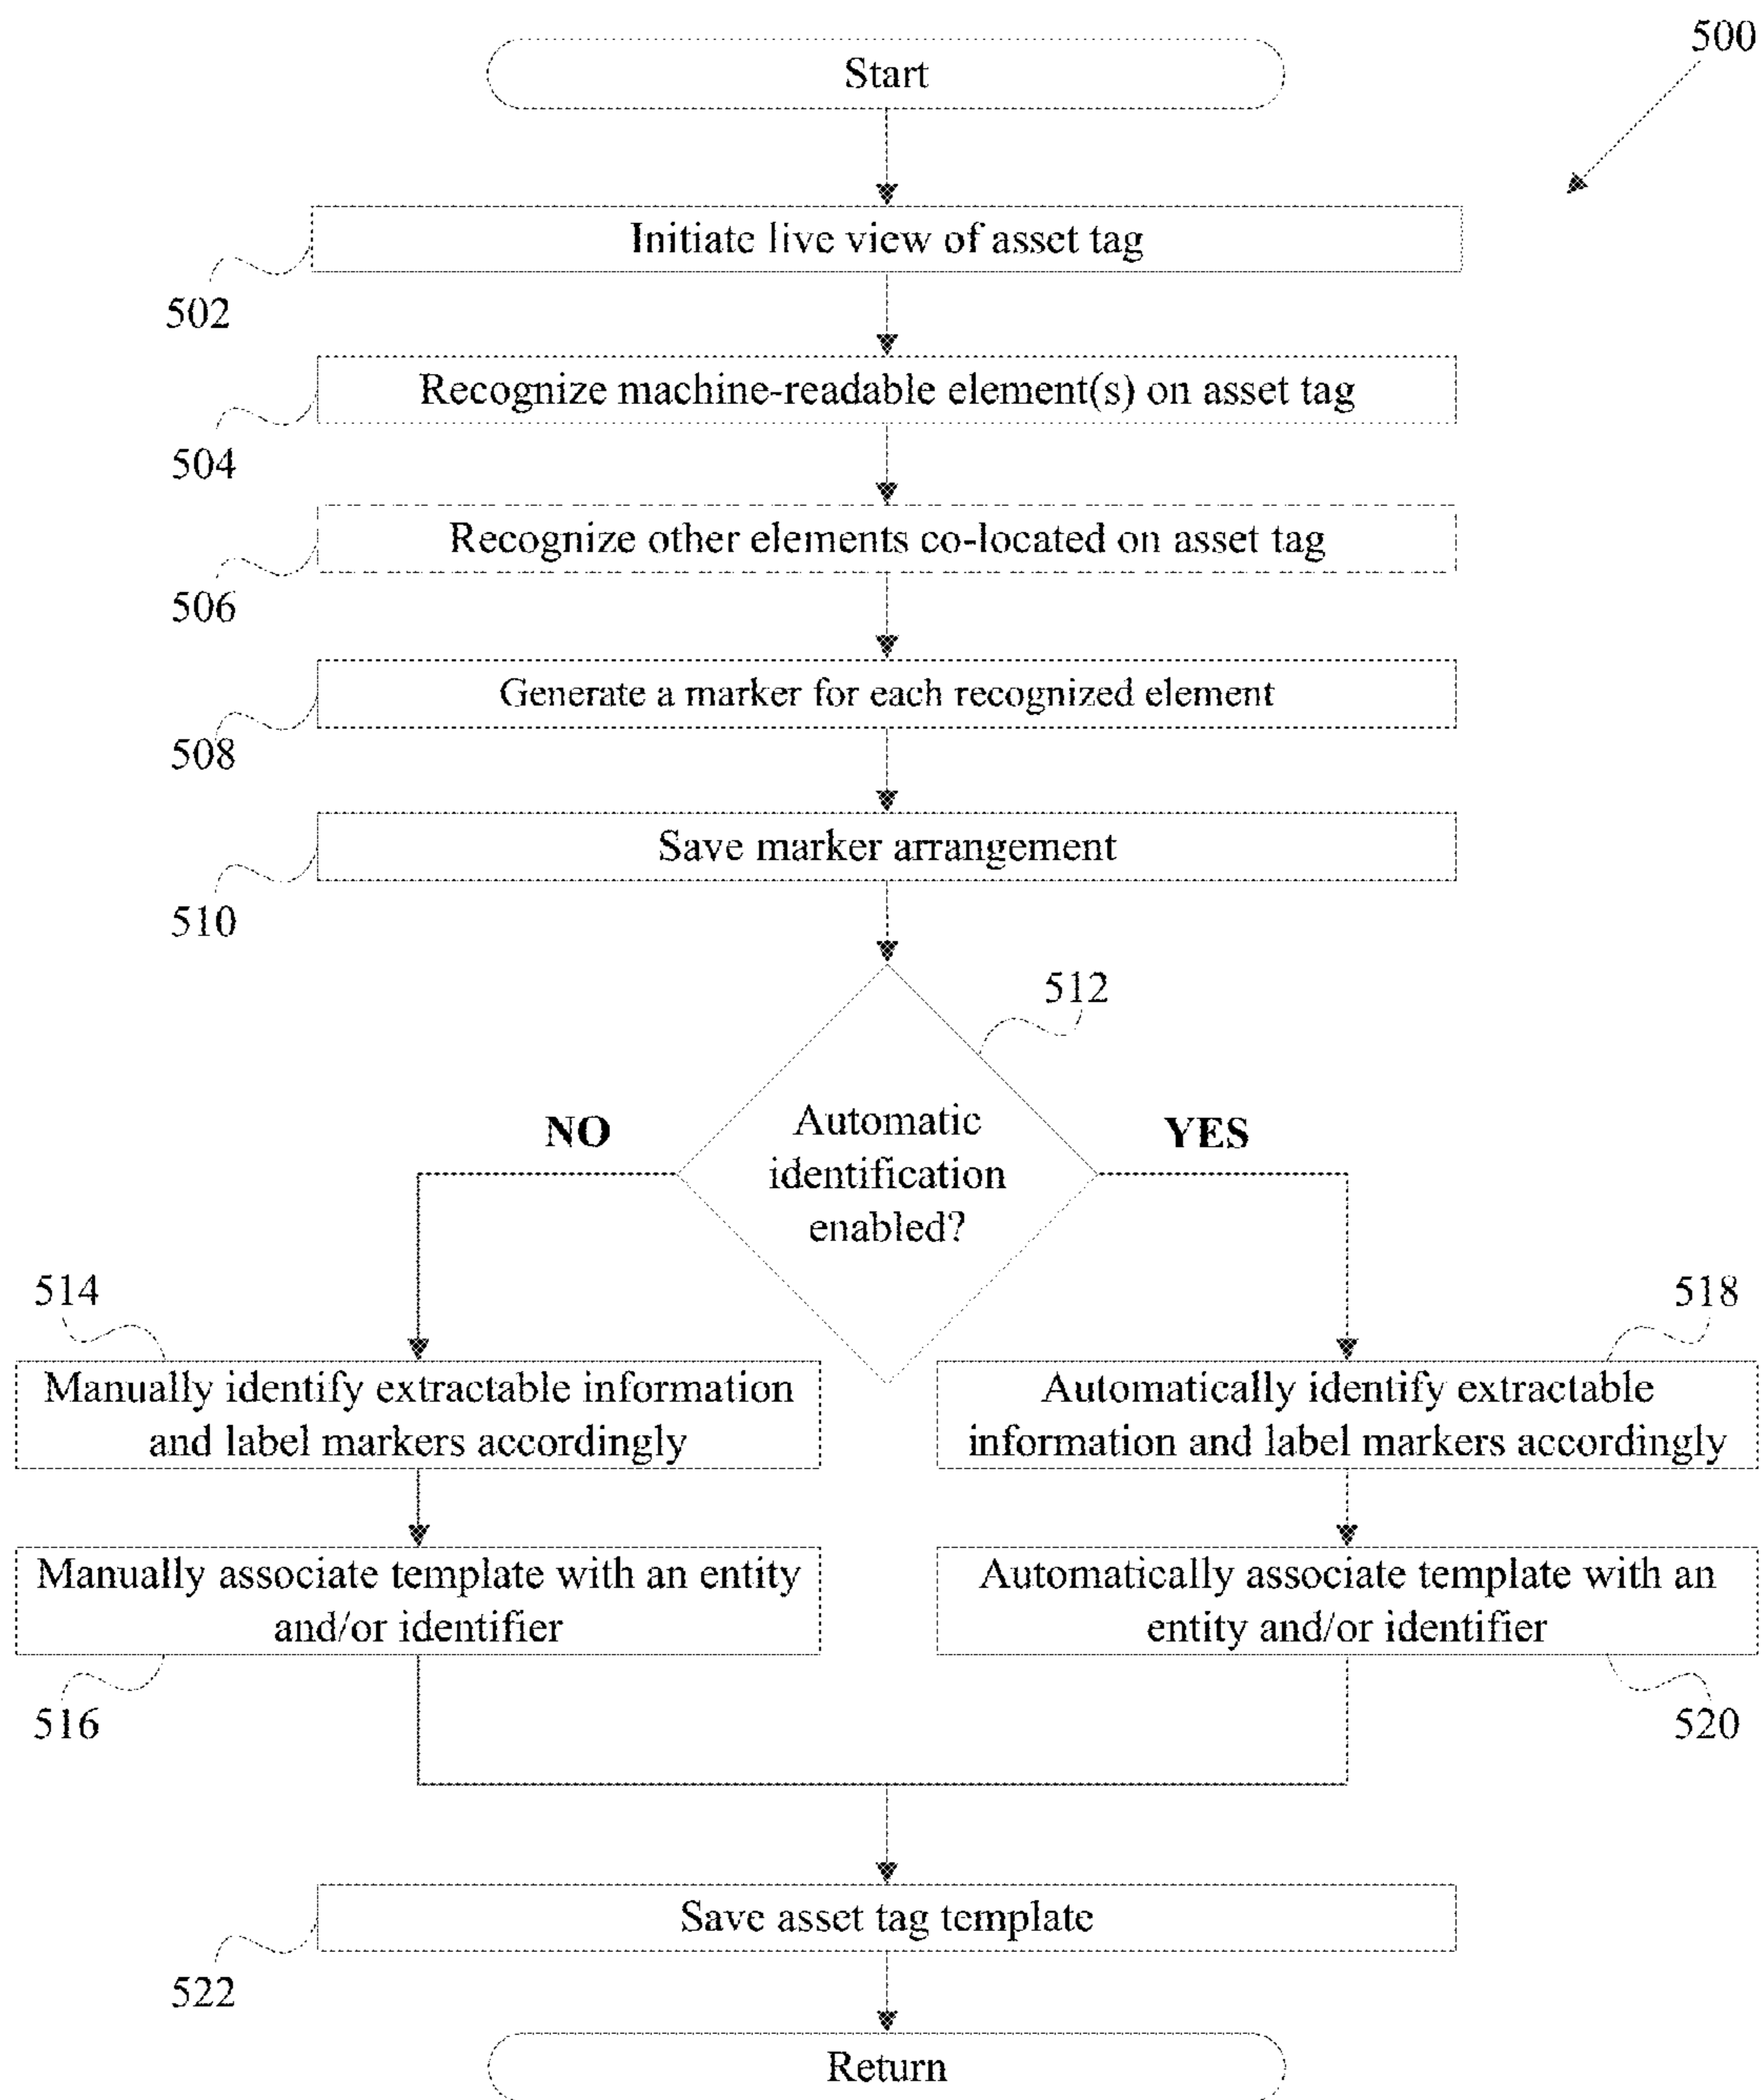 500
Start
Initiate live view of asset tag
502
Recognize machine-readable element(s) on asset tag
504
Recognize other elements co-located on asset tag
506
Generate a marker for each recognized element
508
Save marker arrangement
510
512
Automatic
identification
enabled?
NO
YES
514
518
Manually identify extractable information
and label markers accordingly
Automatically identify extractable
information and label markers accordingly
Manually associate template with an entity
and/or identifier
Automatically associate template with an
entity and/or identifier
516
520
Save asset tag template
522
Return